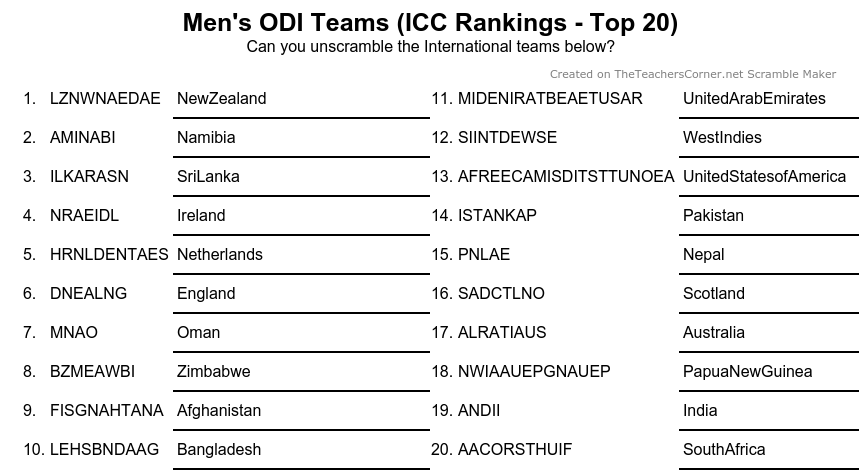 Men's ODI Teams (ICC Rankings - Top 20)
Can you unscramble the International teams below?
Created on TheTeachersCorner.net Scramble Maker
1. LZNWNAEDAE NewZealand
2. AMINABI Namibia
3. ILKARASN SriLanka
4. NRAEIDL Ireland
5. HRNLDENTAES Netherlands
6. DNEALNG England
7. MNAO Oman
8. BZMEAWBI Zimbabwe
9. FISGNAHTANA Afghanistan
10. LEHSBNDAAG Bangladesh
11. MIDENIRATBEAETUSAR UnitedArabEmirates
12. SIINTDEWSE WestIndies
13. AFREECAMISDITSTTUNOEA UnitedStatesofAmerica
14. ISTANKAP Pakistan
15. PNLAE Nepal
16. SADCTLNO Scotland
17. ALRATIAUS Australia
18. NWIAAUEPGNAUEP PapuaNewGuinea
19. ANDII India
20. AACORSTHUIF SouthAfrica